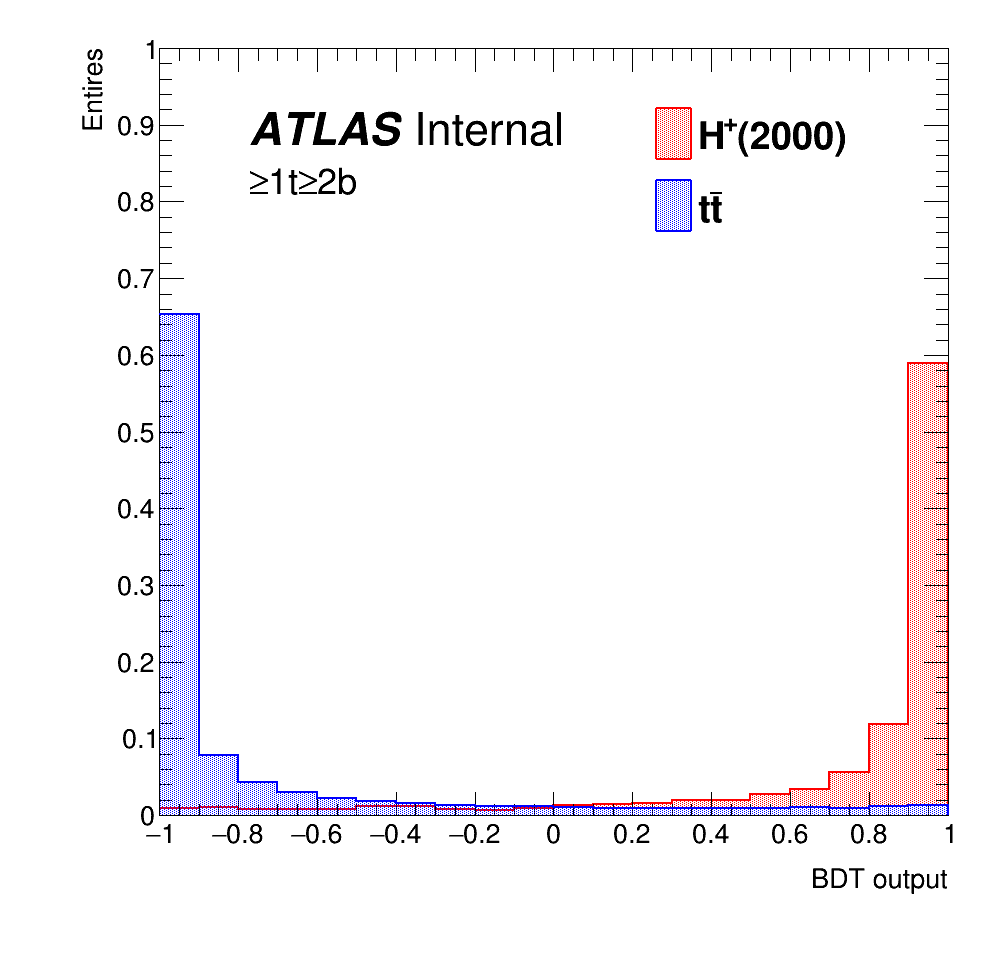 Entires
1
0.9
0.8
0.7
0.6
0.5
0.4
0.3
0.2
0.1
0
ATLAS Internal
≥1t≥2b
H⁺(2000)
tt̄
−1 −0.8 −0.6 −0.4 −0.2 0 0.2 0.4 0.6 0.8 1
BDT output